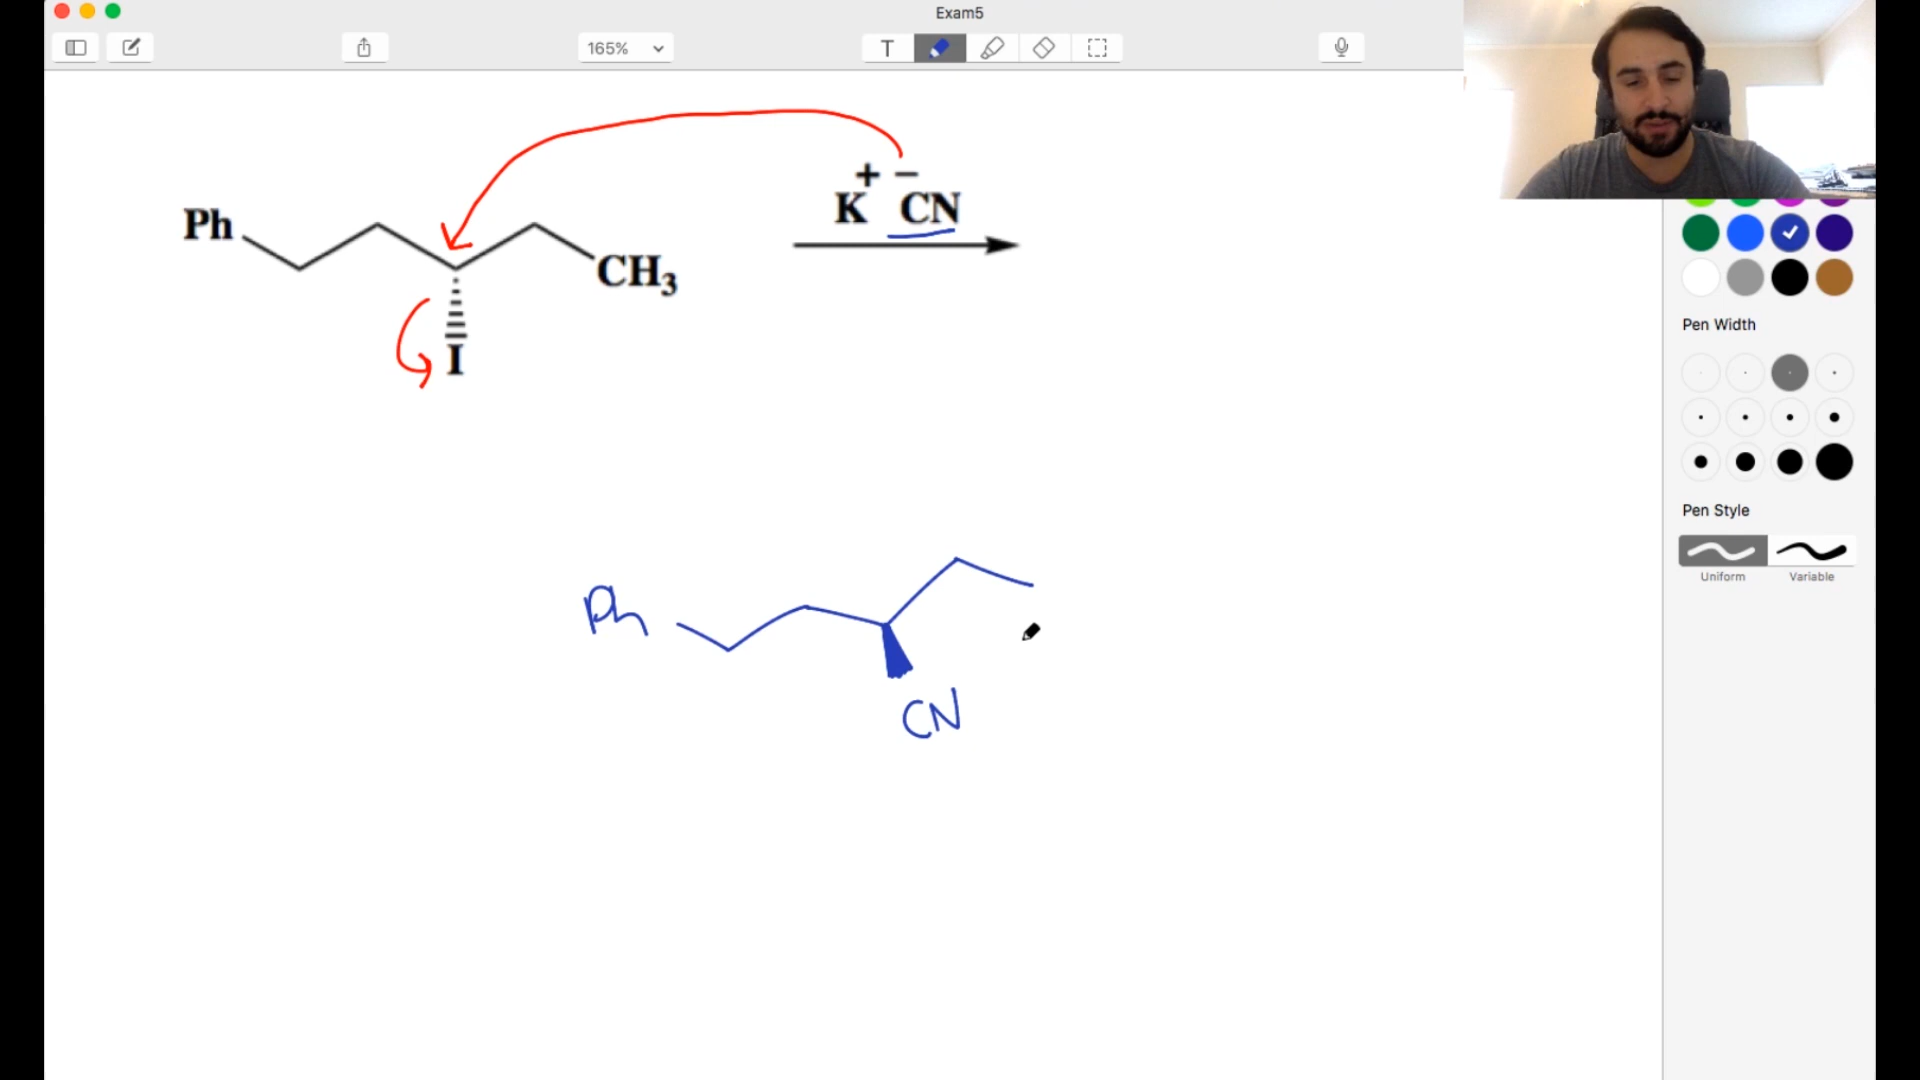 Exam5
165%
T
K + − CN
Ph
CH3
I
Pen Width
Pen Style
Uniform
Variable
Ph
CN